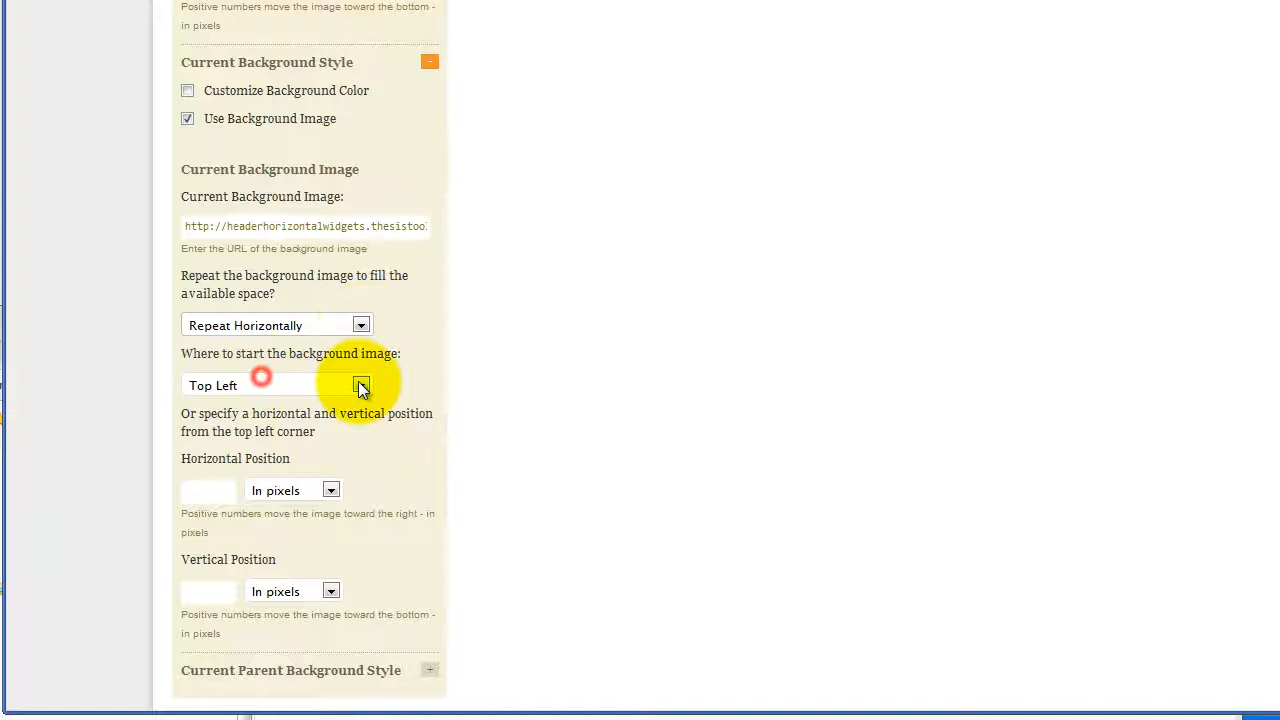 Positive numbers move the image toward the bottom -
in pixels
Current Background Style
-
Customize Background Color
Use Background Image
Current Background Image
Current Background Image:
http://headerhorizontalwidgets.thesistoo
Enter the URL of the background image
Repeat the background image to fill the
available space?
Repeat Horizontally
Where to start the background image:
Top Left
Or specify a horizontal and vertical position
from the top left corner
Horizontal Position
In pixels
Positive numbers move the image toward the right - in
pixels
Vertical Position
In pixels
Positive numbers move the image toward the bottom -
in pixels
Current Parent Background Style
+